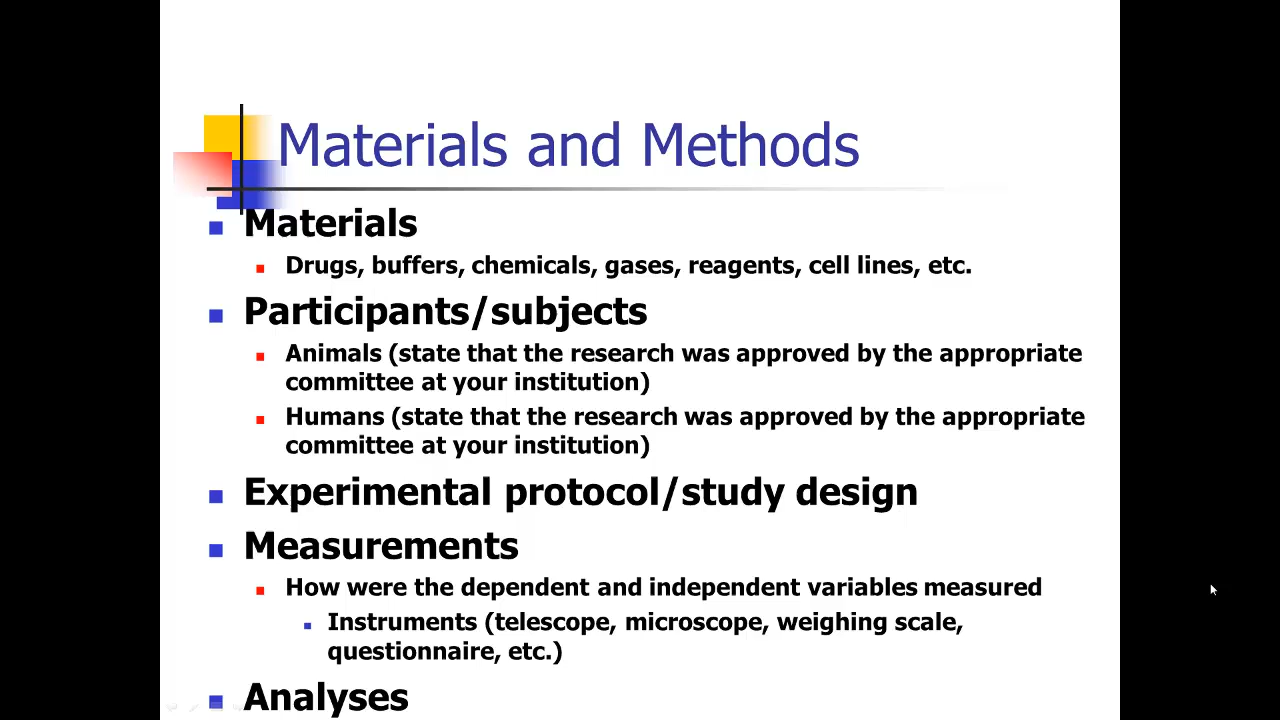 Materials and Methods
Materials
Drugs, buffers, chemicals, gases, reagents, cell lines, etc.
Participants/subjects
Animals (state that the research was approved by the appropriate
committee at your institution)
Humans (state that the research was approved by the appropriate
committee at your institution)
Experimental protocol/study design
Measurements
How were the dependent and independent variables measured
Instruments (telescope, microscope, weighing scale,
questionnaire, etc.)
Analyses